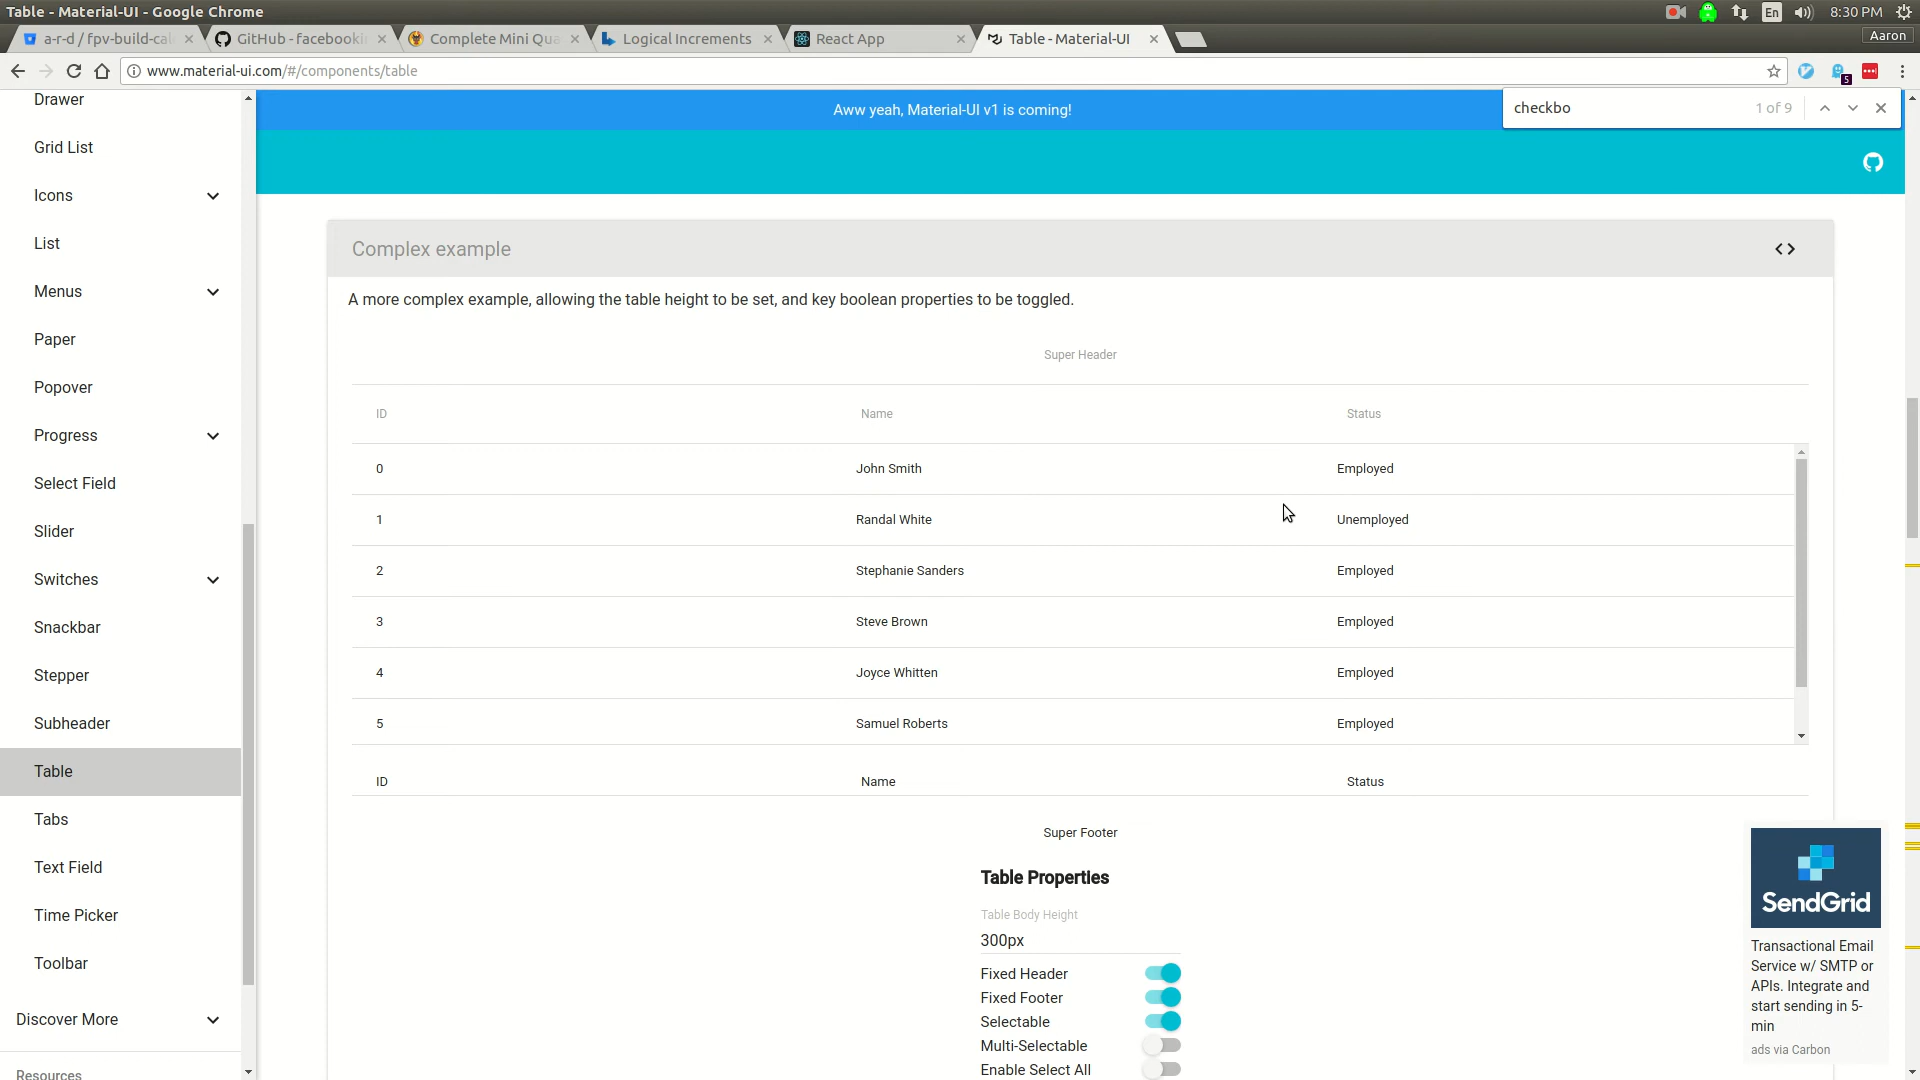 Table - Material-UI - Google Chrome
En
8:30 PM
a-r-d / fpv-build-cal
GitHub - facebooki
Complete Mini Qua
Logical Increments
React App
Table - Material-UI
Aaron
www.material-ui.com/#/components/table
5
checkbo
1 of 9
Aww yeah, Material-UI v1 is coming!
Drawer
Grid List
Icons
List
Menus
Paper
Popover
Progress
Select Field
Slider
Switches
Snackbar
Stepper
Subheader
Table
Tabs
Text Field
Time Picker
Toolbar
Discover More
Resources
Complex example
A more complex example, allowing the table height to be set, and key boolean properties to be toggled.
Super Header
ID Name Status
0 John Smith Employed
1 Randal White Unemployed
2 Stephanie Sanders Employed
3 Steve Brown Employed
4 Joyce Whitten Employed
5 Samuel Roberts Employed
ID Name Status
Super Footer
Table Properties
Table Body Height
300px
Fixed Header
Fixed Footer
Selectable
Multi-Selectable
Enable Select All
SendGrid
Transactional Email
Service w/ SMTP or
APIs. Integrate and
start sending in 5-
min
ads via Carbon